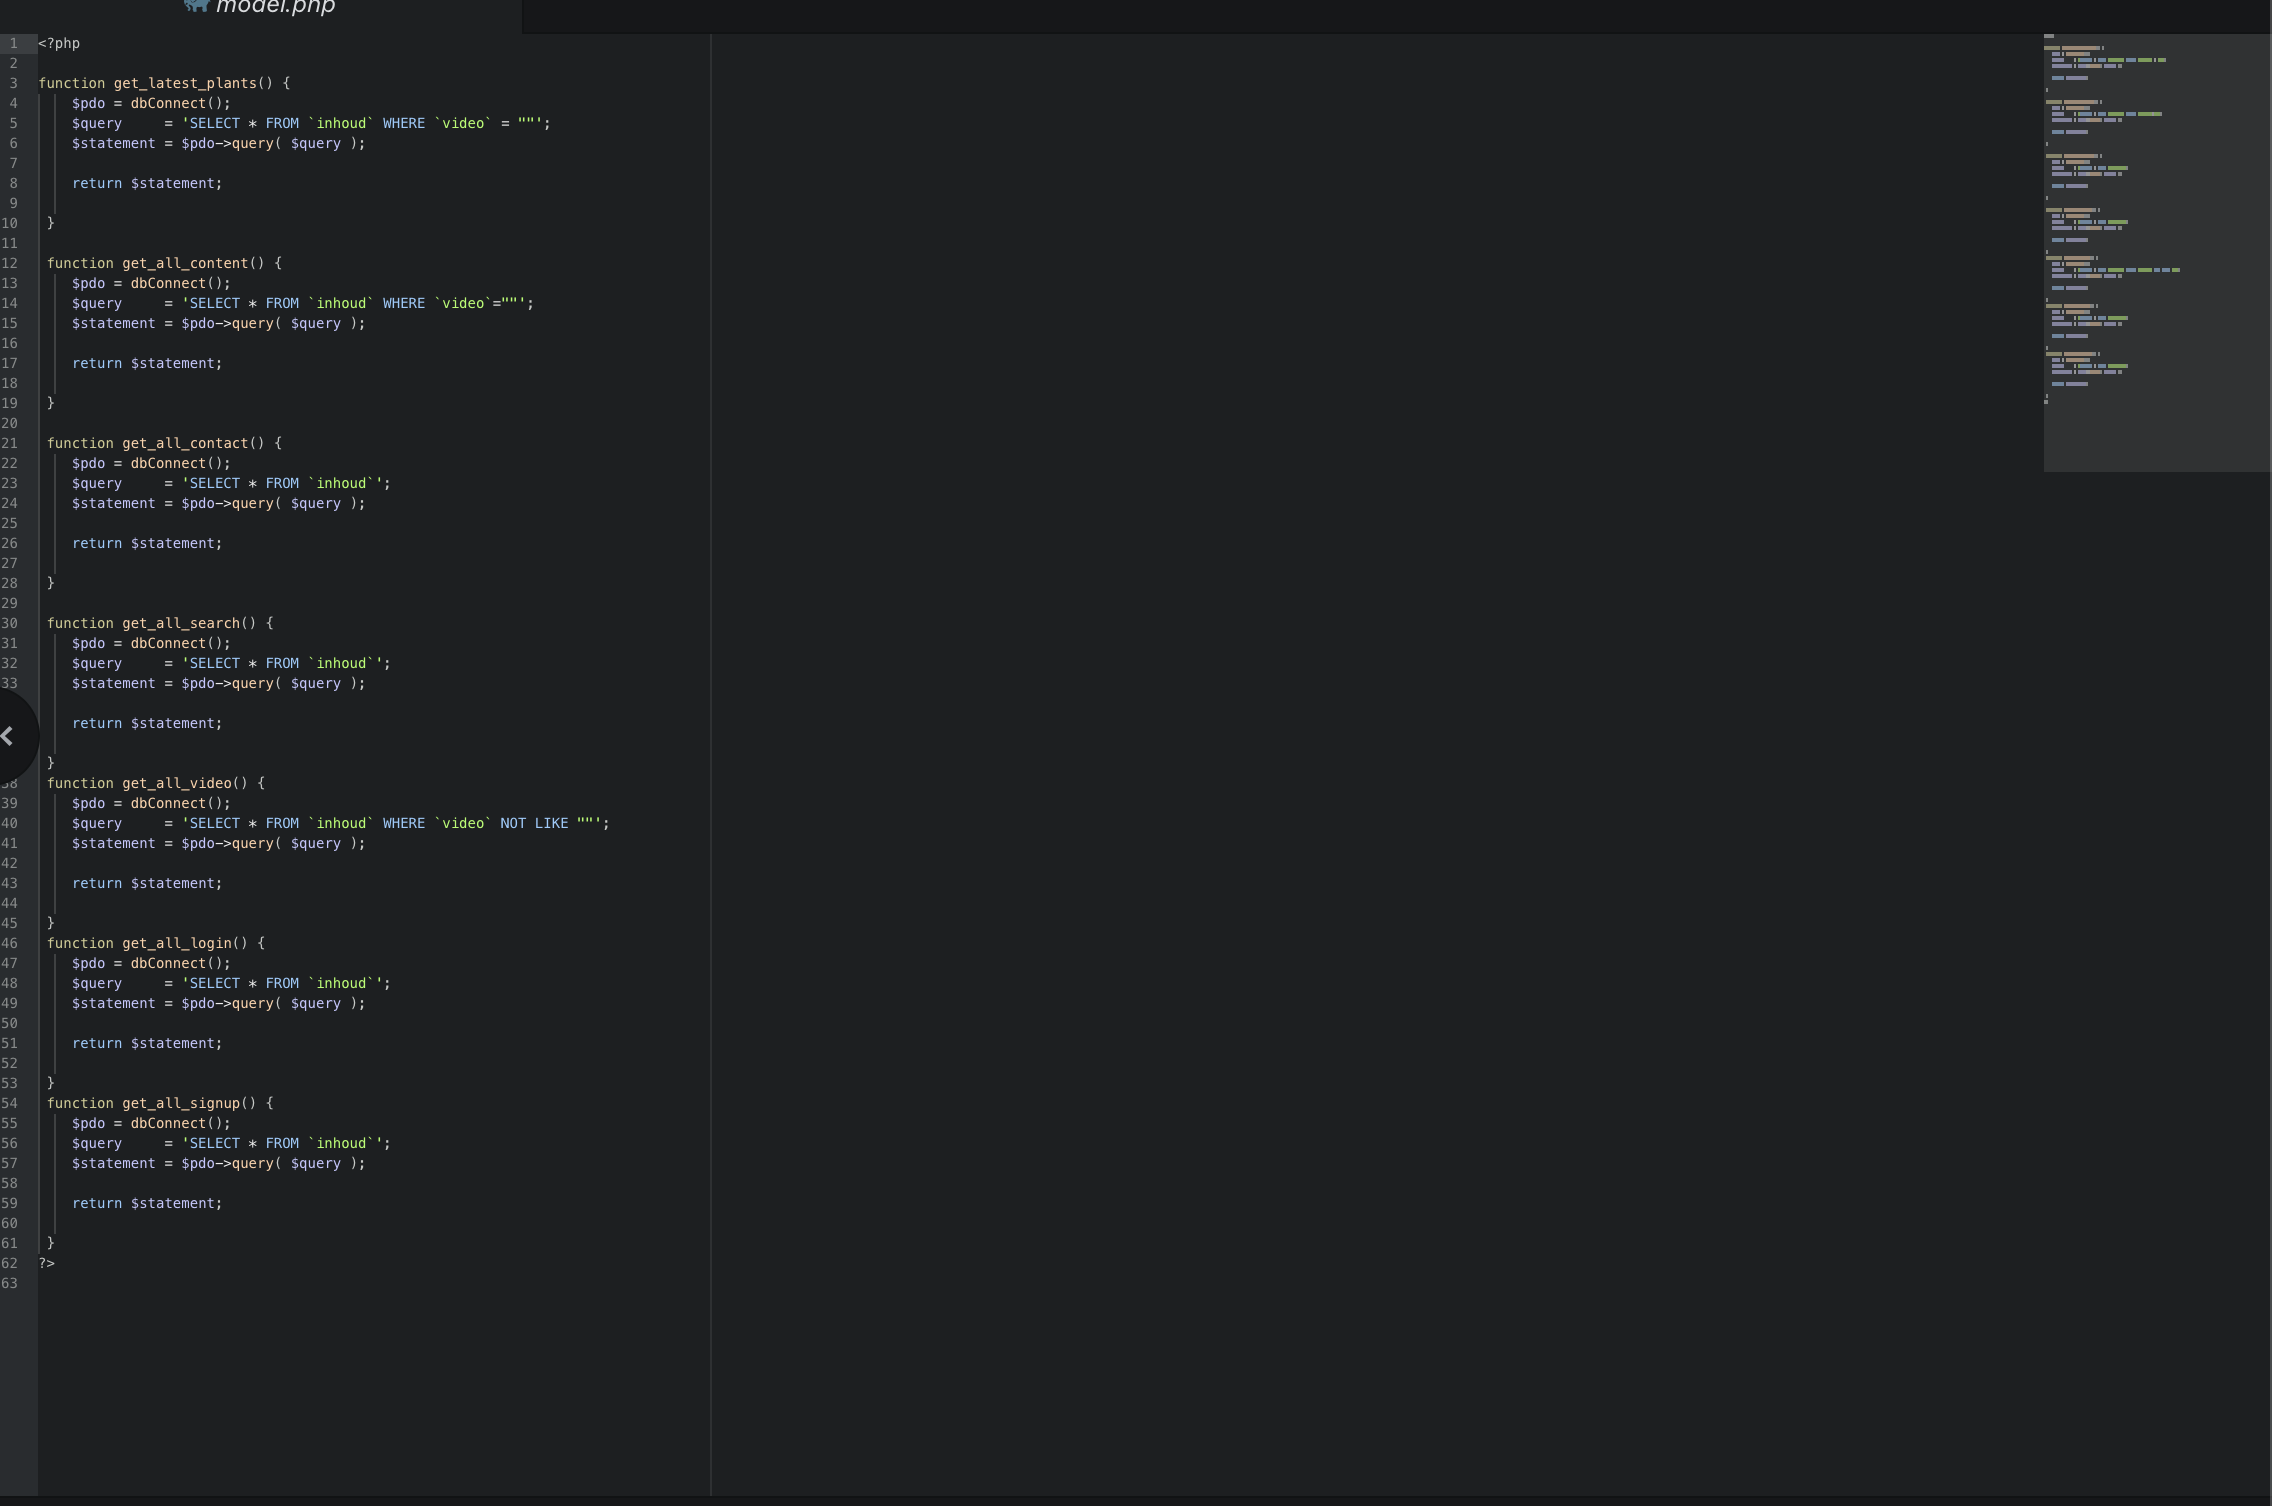 model.php
1 <?php
2
3 function get_latest_plants() {
4     $pdo = dbConnect();
5     $query     = 'SELECT * FROM `inhoud` WHERE `video` = ""';
6     $statement = $pdo->query( $query );
7
8     return $statement;
9
10  }
11
12  function get_all_content() {
13     $pdo = dbConnect();
14     $query     = 'SELECT * FROM `inhoud` WHERE `video`=""';
15     $statement = $pdo->query( $query );
16
17     return $statement;
18
19  }
20
21  function get_all_contact() {
22     $pdo = dbConnect();
23     $query     = 'SELECT * FROM `inhoud`';
24     $statement = $pdo->query( $query );
25
26     return $statement;
27
28  }
29
30  function get_all_search() {
31     $pdo = dbConnect();
32     $query     = 'SELECT * FROM `inhoud`';
33     $statement = $pdo->query( $query );

     return $statement;

 }
38  function get_all_video() {
39     $pdo = dbConnect();
40     $query     = 'SELECT * FROM `inhoud` WHERE `video` NOT LIKE ""';
41     $statement = $pdo->query( $query );
42
43     return $statement;
44
45  }
46  function get_all_login() {
47     $pdo = dbConnect();
48     $query     = 'SELECT * FROM `inhoud`';
49     $statement = $pdo->query( $query );
50
51     return $statement;
52
53  }
54  function get_all_signup() {
55     $pdo = dbConnect();
56     $query     = 'SELECT * FROM `inhoud`';
57     $statement = $pdo->query( $query );
58
59     return $statement;
60
61  }
62 ?>
63